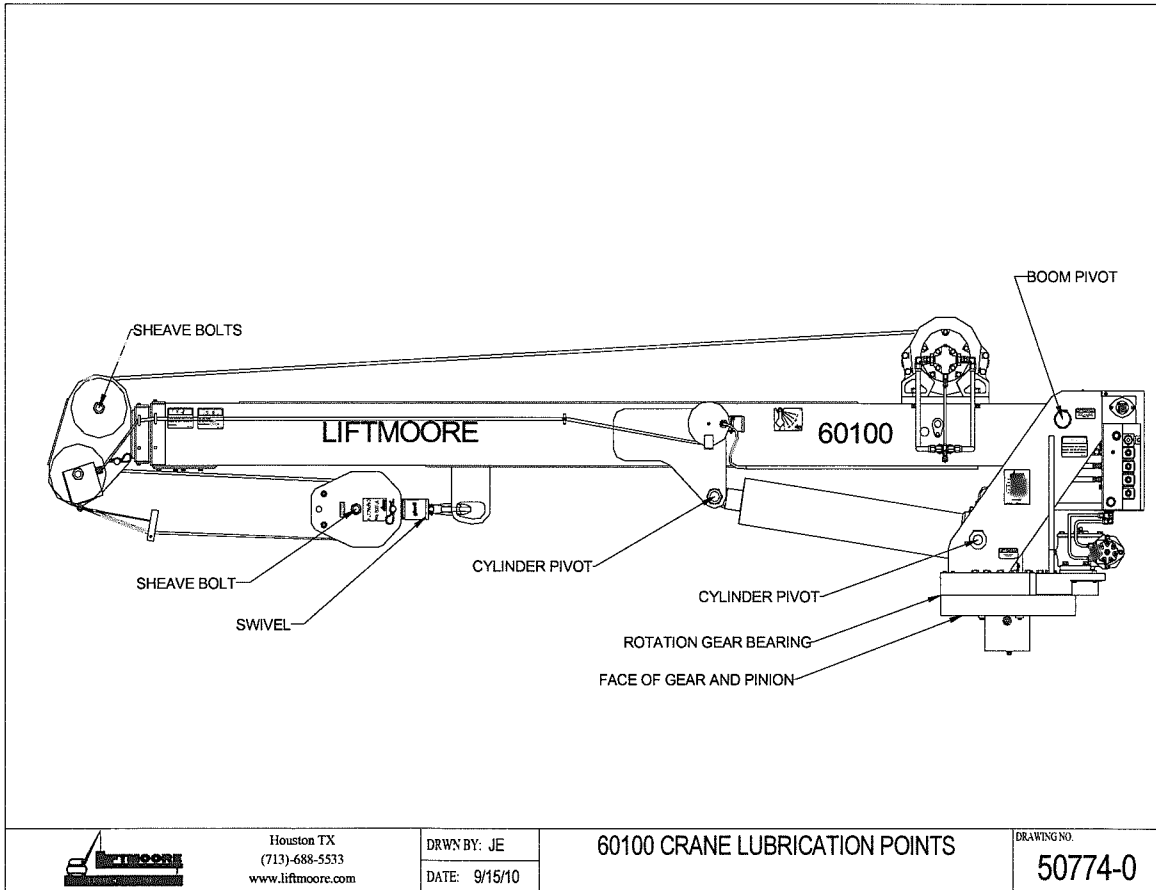 BOOM PIVOT
SHEAVE BOLTS
LIFTMOORE
60100
SHEAVE BOLT
CYLINDER PIVOT
SWIVEL
CYLINDER PIVOT
ROTATION GEAR BEARING
FACE OF GEAR AND PINION
LIFTMOORE
Houston TX
(713)-688-5533
www.liftmoore.com
DRWN BY: JE
DATE: 9/15/10
60100 CRANE LUBRICATION POINTS
DRAWING NO.
50774-0